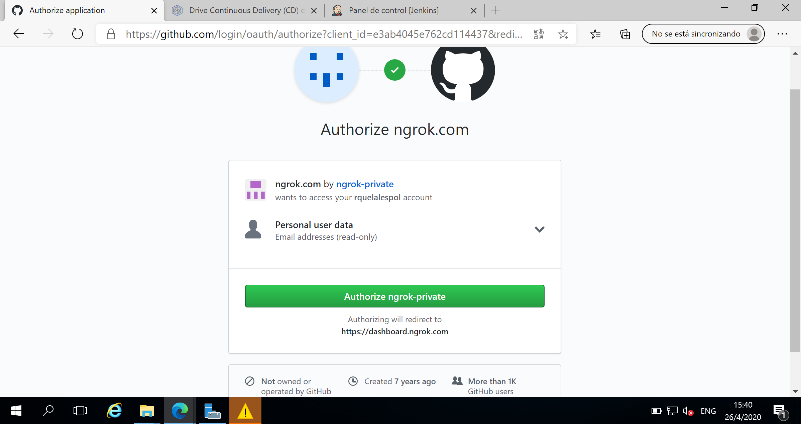 Authorize application
Drive Continuous Delivery (CD) c
Panel de control [Jenkins]
https://github.com/login/oauth/authorize?client_id=e3ab4045e762cd114437&redi...
No se está sincronizando
Authorize ngrok.com
ngrok.com by ngrok-private
wants to access your rquelalespol account
Personal user data
Email addresses (read-only)
Authorize ngrok-private
Authorizing will redirect to
https://dashboard.ngrok.com
Not owned or
operated by GitHub
Created 7 years ago
More than 1K
GitHub users
ENG
15:40
26/4/2020
1